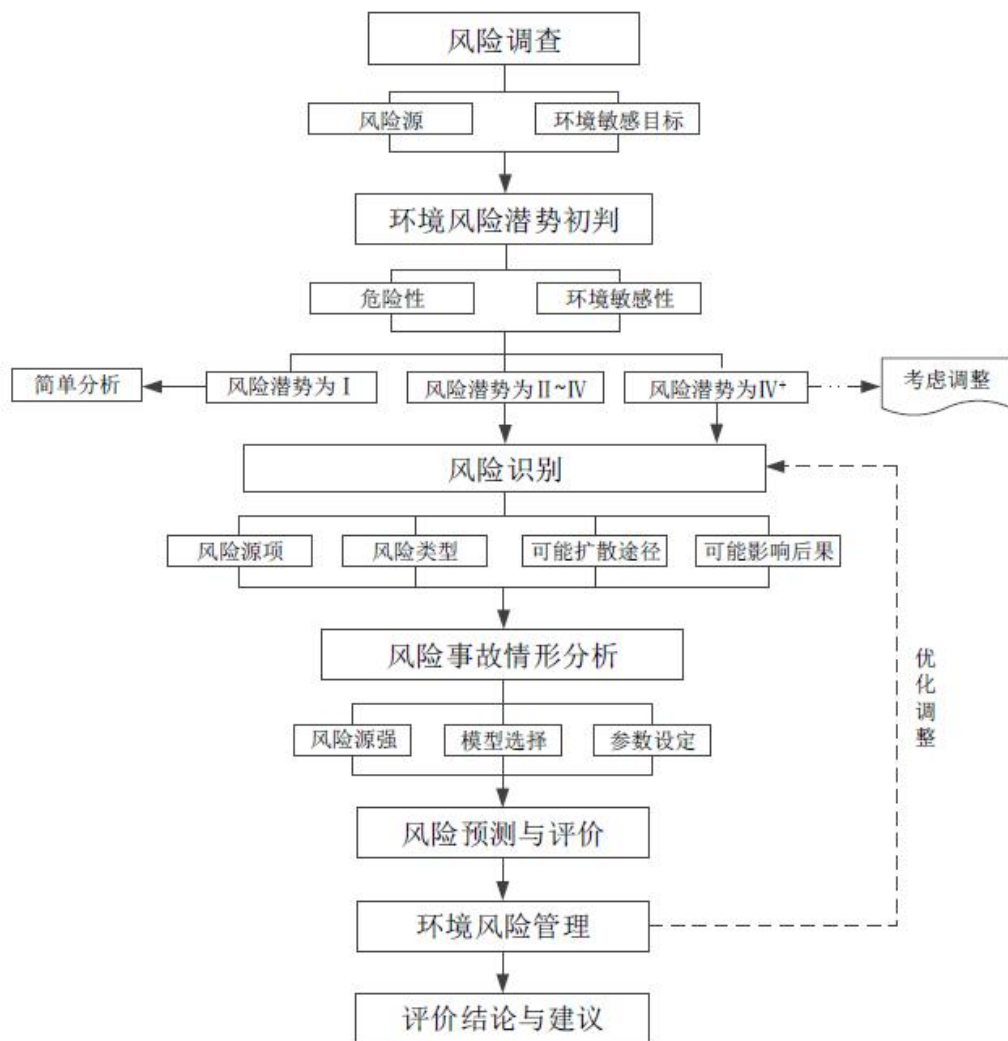 风险调查
风险源
环境敏感目标
环境风险潜势初判
危险性
环境敏感性
简单分析
风险潜势为Ⅰ
风险潜势为Ⅱ~Ⅳ
风险潜势为Ⅳ⁺
考虑调整
风险识别
风险源项
风险类型
可能扩散途径
可能影响后果
风险事故情形分析
优化调整
风险源强
模型选择
参数设定
风险预测与评价
环境风险管理
评价结论与建议